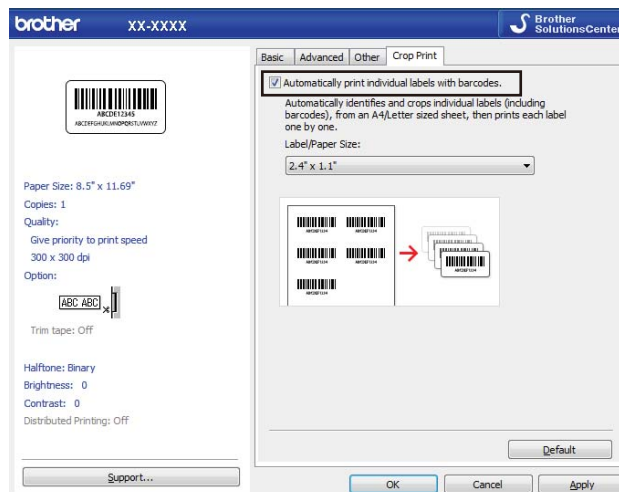 brother XX-XXXX
Brother
SolutionsCenter
ABCDE12345
Paper Size: 8.5" x 11.69"
Copies: 1
Quality:
Give priority to print speed
300 x 300 dpi
Option:
ABC ABC
Trim tape: Off
Halftone: Binary
Brightness: 0
Contrast: 0
Distributed Printing: Off
Support...
Basic Advanced Other Crop Print
Automatically print individual labels with barcodes.
Automatically identifies and crops individual labels (including
barcodes), from an A4/Letter sized sheet, then prints each label
one by one.
Label/Paper Size:
2.4" x 1.1"
Default
OK Cancel Apply